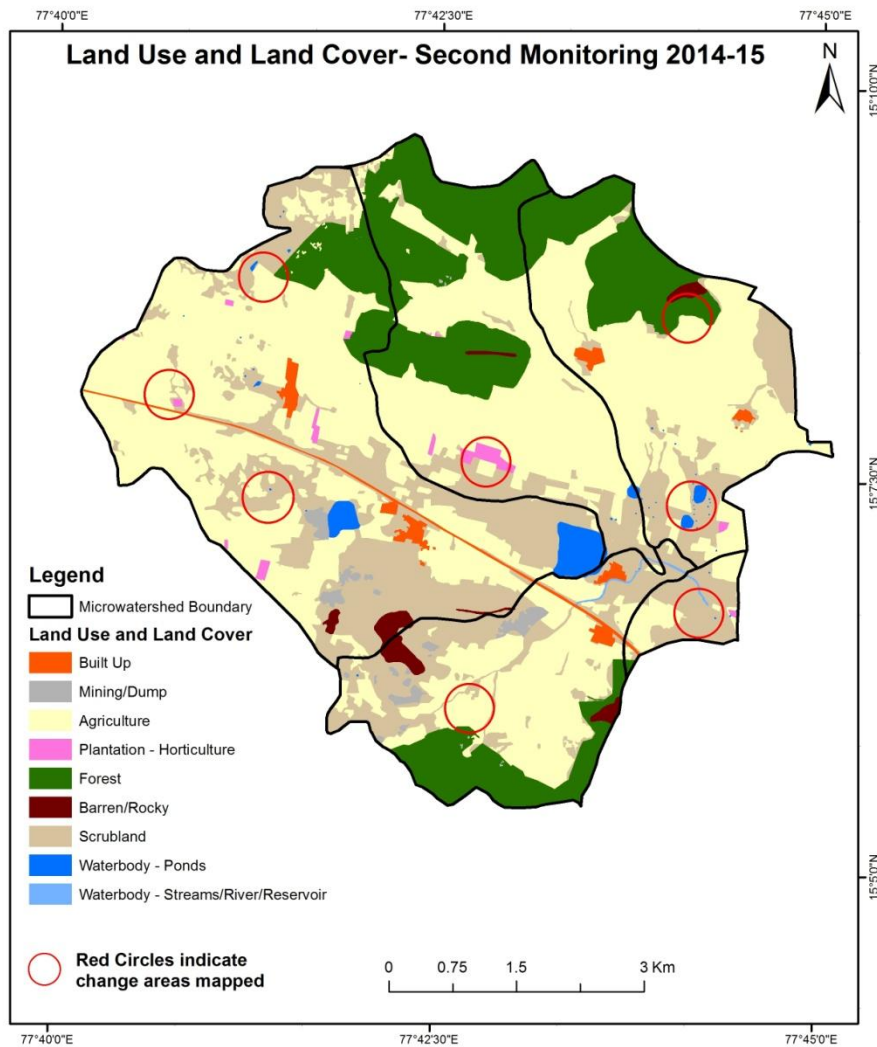 77°40'0"E 77°42'30"E 77°45'0"E
Land Use and Land Cover- Second Monitoring 2014-15
N
15°10'0"N
15°7'30"N
Legend
Microwatershed Boundary
Land Use and Land Cover
Built Up
Mining/Dump
Agriculture
Plantation - Horticulture
Forest
Barren/Rocky
Scrubland
Waterbody - Ponds
Waterbody - Streams/River/Reservoir
15°5'0"N
Red Circles indicate
change areas mapped
0 0.75 1.5 3 Km
77°40'0"E 77°42'30"E 77°45'0"E